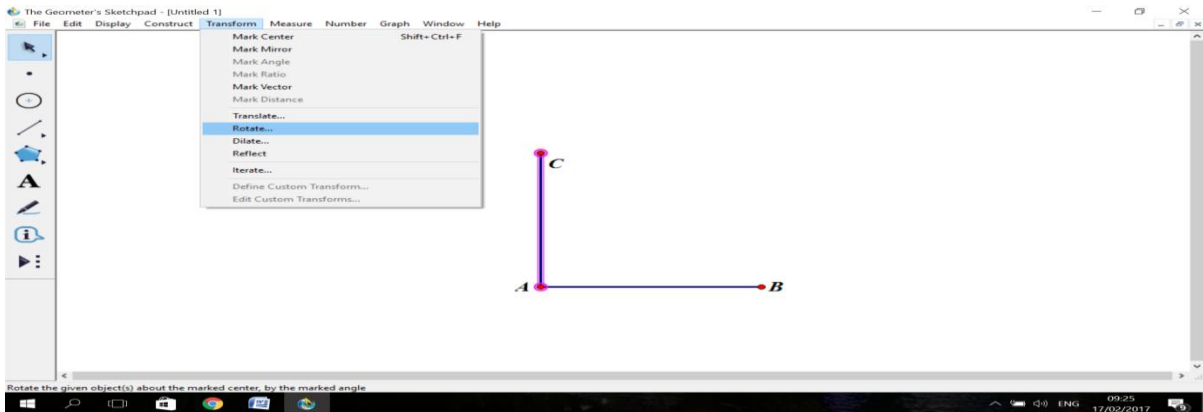 The Geometer's Sketchpad - [Untitled 1]
File Edit Display Construct Transform Measure Number Graph Window Help
Mark Center Shift+Ctrl+F
Mark Mirror
Mark Angle
Mark Ratio
Mark Vector
Mark Distance
Translate...
Rotate...
Dilate...
Reflect
Iterate...
Define Custom Transform...
Edit Custom Transforms...
A
C
A B
Rotate the given object(s) about the marked center, by the marked angle
ENG 09:25
17/02/2017